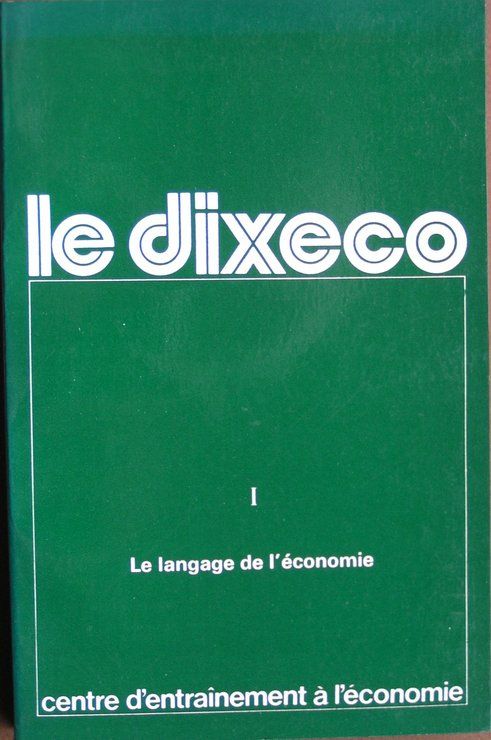 le dixeco
I
Le langage de l'économie
centre d'entraînement à l'économie